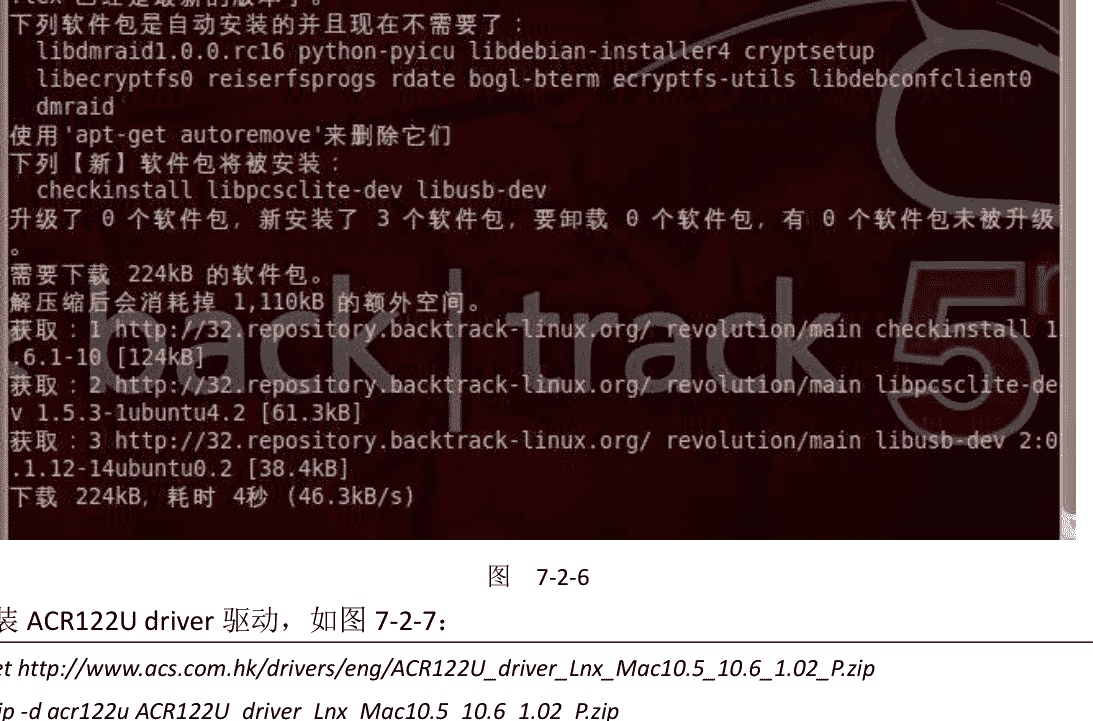 flex 已经是最新的版本了。
下列软件包是自动安装的并且现在不需要了：
libdmraid1.0.0.rc16 python-pyicu libdebian-installer4 cryptsetup
libecryptfs0 reiserfsprogs rdate bogl-bterm ecryptfs-utils libdebconfclient0
dmraid
使用'apt-get autoremove'来删除它们
下列【新】软件包将被安装：
checkinstall libpcsclite-dev libusb-dev
升级了 0 个软件包，新安装了 3 个软件包，要卸载 0 个软件包，有 0 个软件包未被升级
。
需要下载 224kB 的软件包。
解压缩后会消耗掉 1,110kB 的额外空间。
获取：1 http://32.repository.backtrack-linux.org/ revolution/main checkinstall 1
.6.1-10 [124kB]
获取：2 http://32.repository.backtrack-linux.org/ revolution/main libpcsclite-de
v 1.5.3-1ubuntu4.2 [61.3kB]
获取：3 http://32.repository.backtrack-linux.org/ revolution/main libusb-dev 2:0
.1.12-14ubuntu0.2 [38.4kB]
下载 224kB，耗时 4秒 (46.3kB/s)
back | track 5r
图 7-2-6
装 ACR122U driver 驱动，如图 7-2-7：
et http://www.acs.com.hk/drivers/eng/ACR122U_driver_Lnx_Mac10.5_10.6_1.02_P.zip
ip -d acr122u ACR122U_driver_Lnx_Mac10.5_10.6_1.02_P.zip